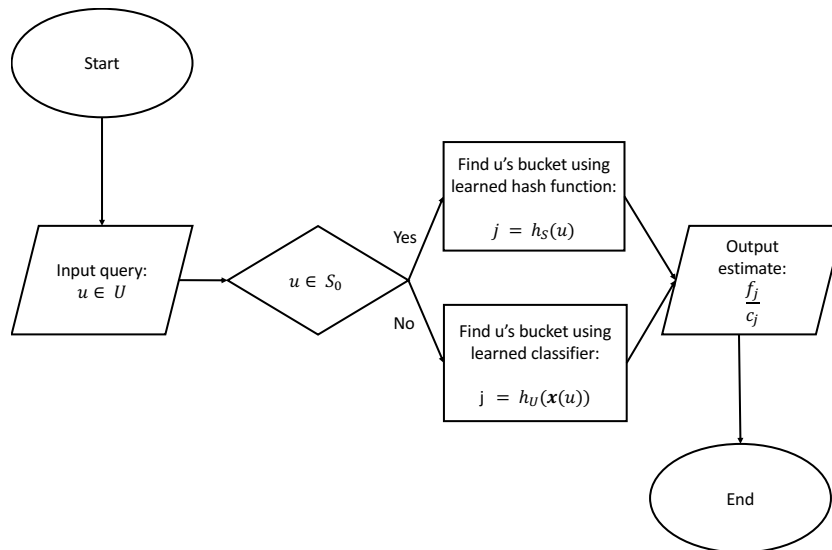 Start
Input query:
u ∈ U
u ∈ S₀
Yes
No
Find u's bucket using
learned hash function:
j = h_S(u)
Find u's bucket using
learned classifier:
j = h_U(x(u))
Output
estimate:
f_j
c_j
End